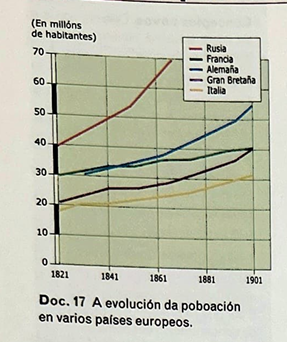 (En millóns
de habitantes)
70
60
50
40
30
20
10
0
1821
1841
1861
1881
1901
Rusia
Francia
Alemaña
Gran Bretaña
Italia
Doc. 17 A evolución da poboación
en varios países europeos.